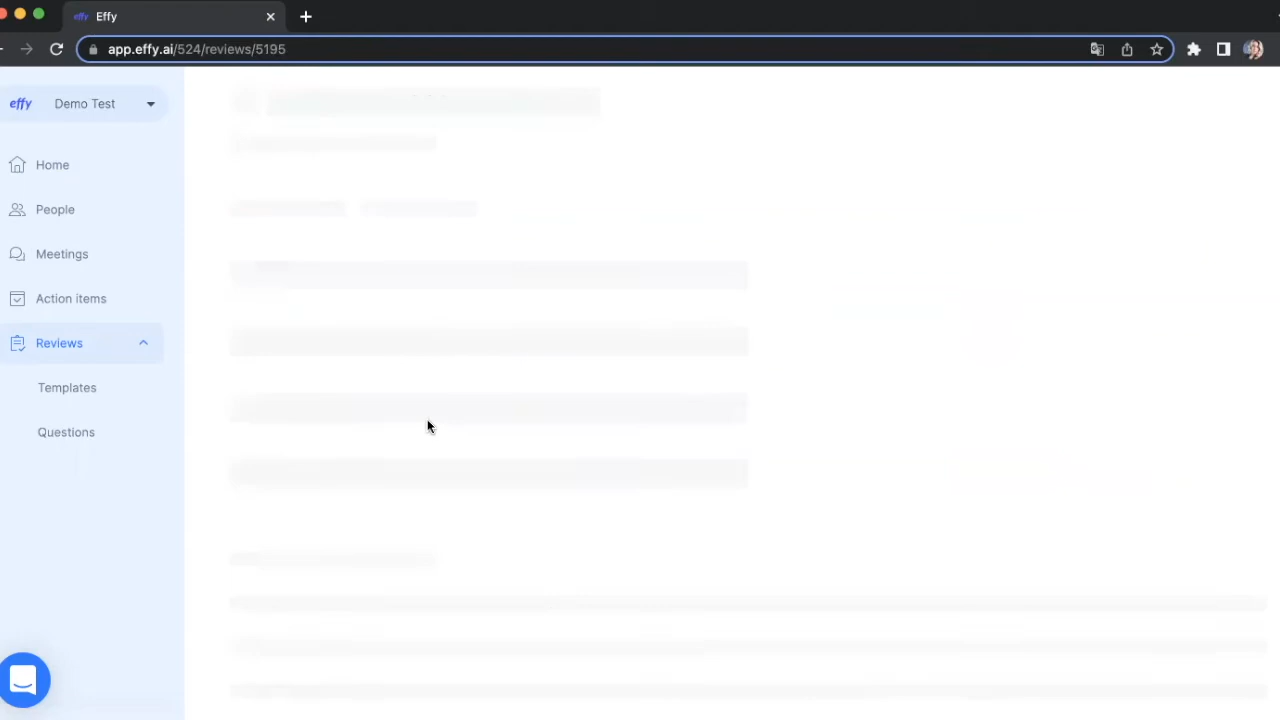 Effy
app.effy.ai/524/reviews/5195
effy Demo Test
Home
People
Meetings
Action items
Reviews
Templates
Questions